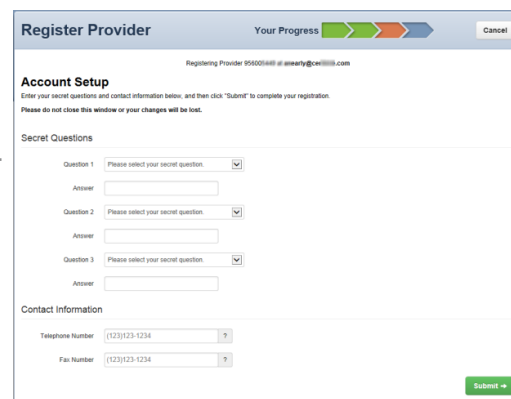 Register Provider
Your Progress
Cancel
Registering Provider at
Account Setup
Enter your secret questions and contact information below, and then click "Submit" to complete your registration.
Please do not close this window or your changes will be lost.
Secret Questions
Question 1 Please select your secret question.
Answer
Question 2 Please select your secret question.
Answer
Question 3 Please select your secret question.
Answer
Contact Information
Telephone Number (123)123-1234 ?
Fax Number (123)123-1234 ?
Submit →